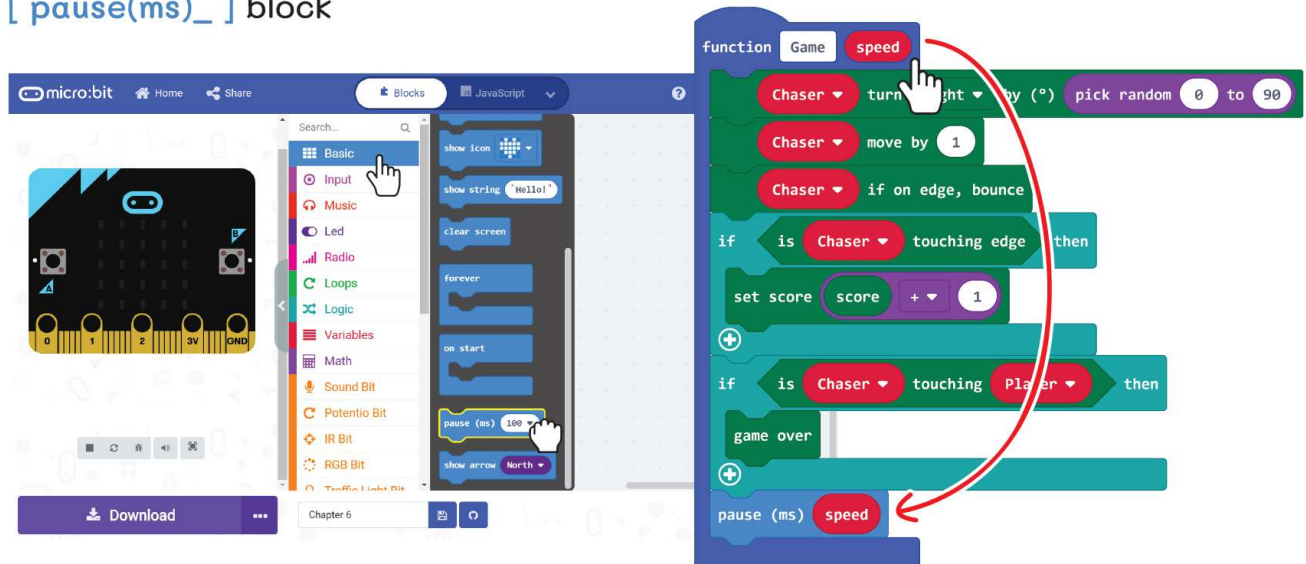 [ pause(ms)_ ] block
micro:bit Home Share Blocks JavaScript ?
Search...
Basic
Input
Music
Led
Radio
Loops
Logic
Variables
Math
Sound Bit
Potentio Bit
IR Bit
RGB Bit
Traffic Light Bit
show icon
show string "Hello!"
clear screen
forever
on start
pause (ms) 100
show arrow North
B
A
0 1 2 3V GND
Download ...
Chapter 6
function Game speed
Chaser turn by (°) pick random 0 to 90
Chaser move by 1
Chaser if on edge, bounce
if is Chaser touching edge then
set score score + 1
if is Chaser touching Player then
game over
pause (ms) speed